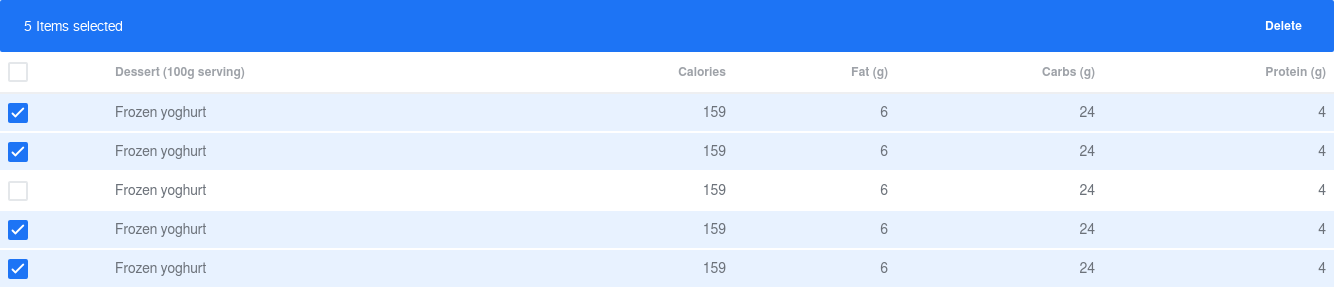 5 Items selected Delete
Dessert (100g serving) Calories Fat (g) Carbs (g) Protein (g)
Frozen yoghurt 159 6 24 4
Frozen yoghurt 159 6 24 4
Frozen yoghurt 159 6 24 4
Frozen yoghurt 159 6 24 4
Frozen yoghurt 159 6 24 4